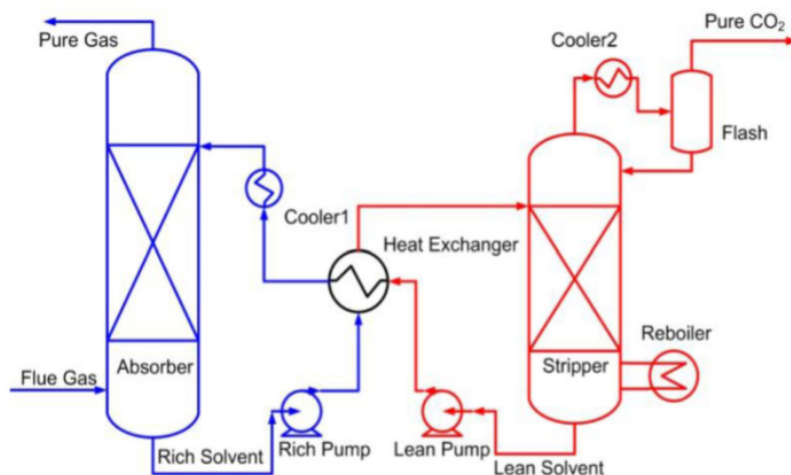 Pure CO₂
Pure Gas
Cooler2
Flash
Cooler1
Heat Exchanger
Reboiler
Absorber
Stripper
Flue Gas
Rich Solvent
Rich Pump
Lean Pump
Lean Solvent